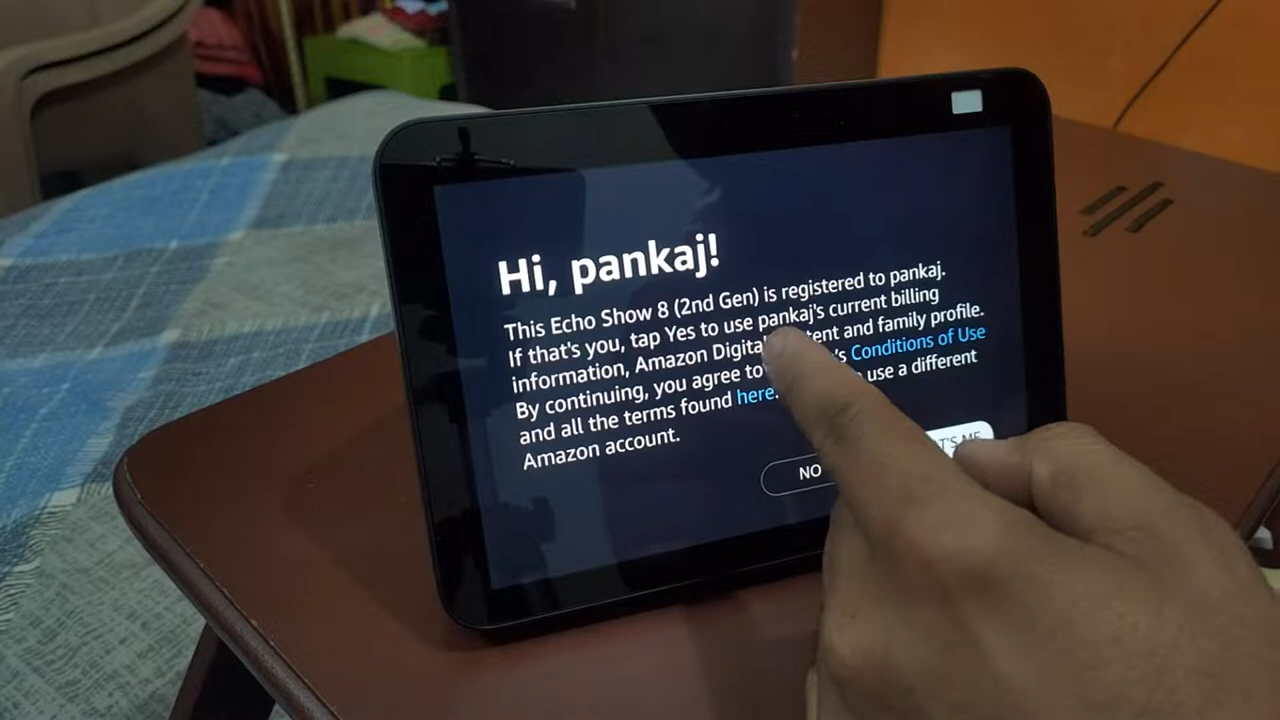 Hi, pankaj!
This Echo Show 8 (2nd Gen) is registered to pankaj.
If that's you, tap Yes to use pankaj's current billing
information, Amazon Digital and family profile.
By continuing, you agree to Conditions of Use
and all the terms found here. use a different
Amazon account.
NO